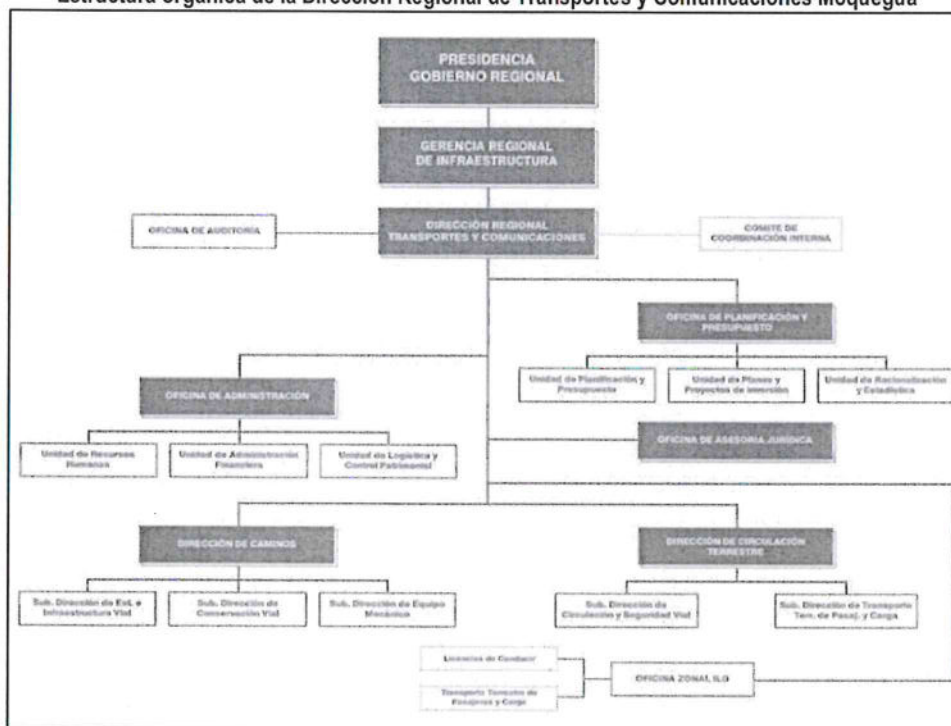 Estructura orgánica de la Dirección Regional de Transportes y Comunicaciones Moquegua
PRESIDENCIA
GOBIERNO REGIONAL
GERENCIA REGIONAL
DE INFRAESTRUCTURA
OFICINA DE AUDITORÍA
DIRECCIÓN REGIONAL
TRANSPORTES Y COMUNICACIONES
COMITE DE
COORDINACIÓN INTERNA
OFICINA DE PLANIFICACIÓN Y
PRESUPUESTO
Unidad de Planificación y
Presupuesto
Unidad de Planes y
Proyectos de Inversión
Unidad de Racionalización
y Estadística
OFICINA DE ADMINISTRACIÓN
Unidad de Recursos
Humanos
Unidad de Administración
Financiera
Unidad de Logística y
Control Patrimonial
OFICINA DE ASESORIA JURÍDICA
DIRECCIÓN DE CAMINOS
Sub. Dirección de Est. e
Infraestructura Vial
Sub. Dirección de
Conservación Vial
Sub. Dirección de Equipo
Mecánico
DIRECCIÓN DE CIRCULACIÓN
TERRESTRE
Sub. Dirección de
Circulación y Seguridad Vial
Sub. Dirección de Transporte
Terr. de Pasaj. y Carga
Licencias de Conducir
Transporte Terrestre de
Pasajeros y Carga
OFICINA ZONAL ILO